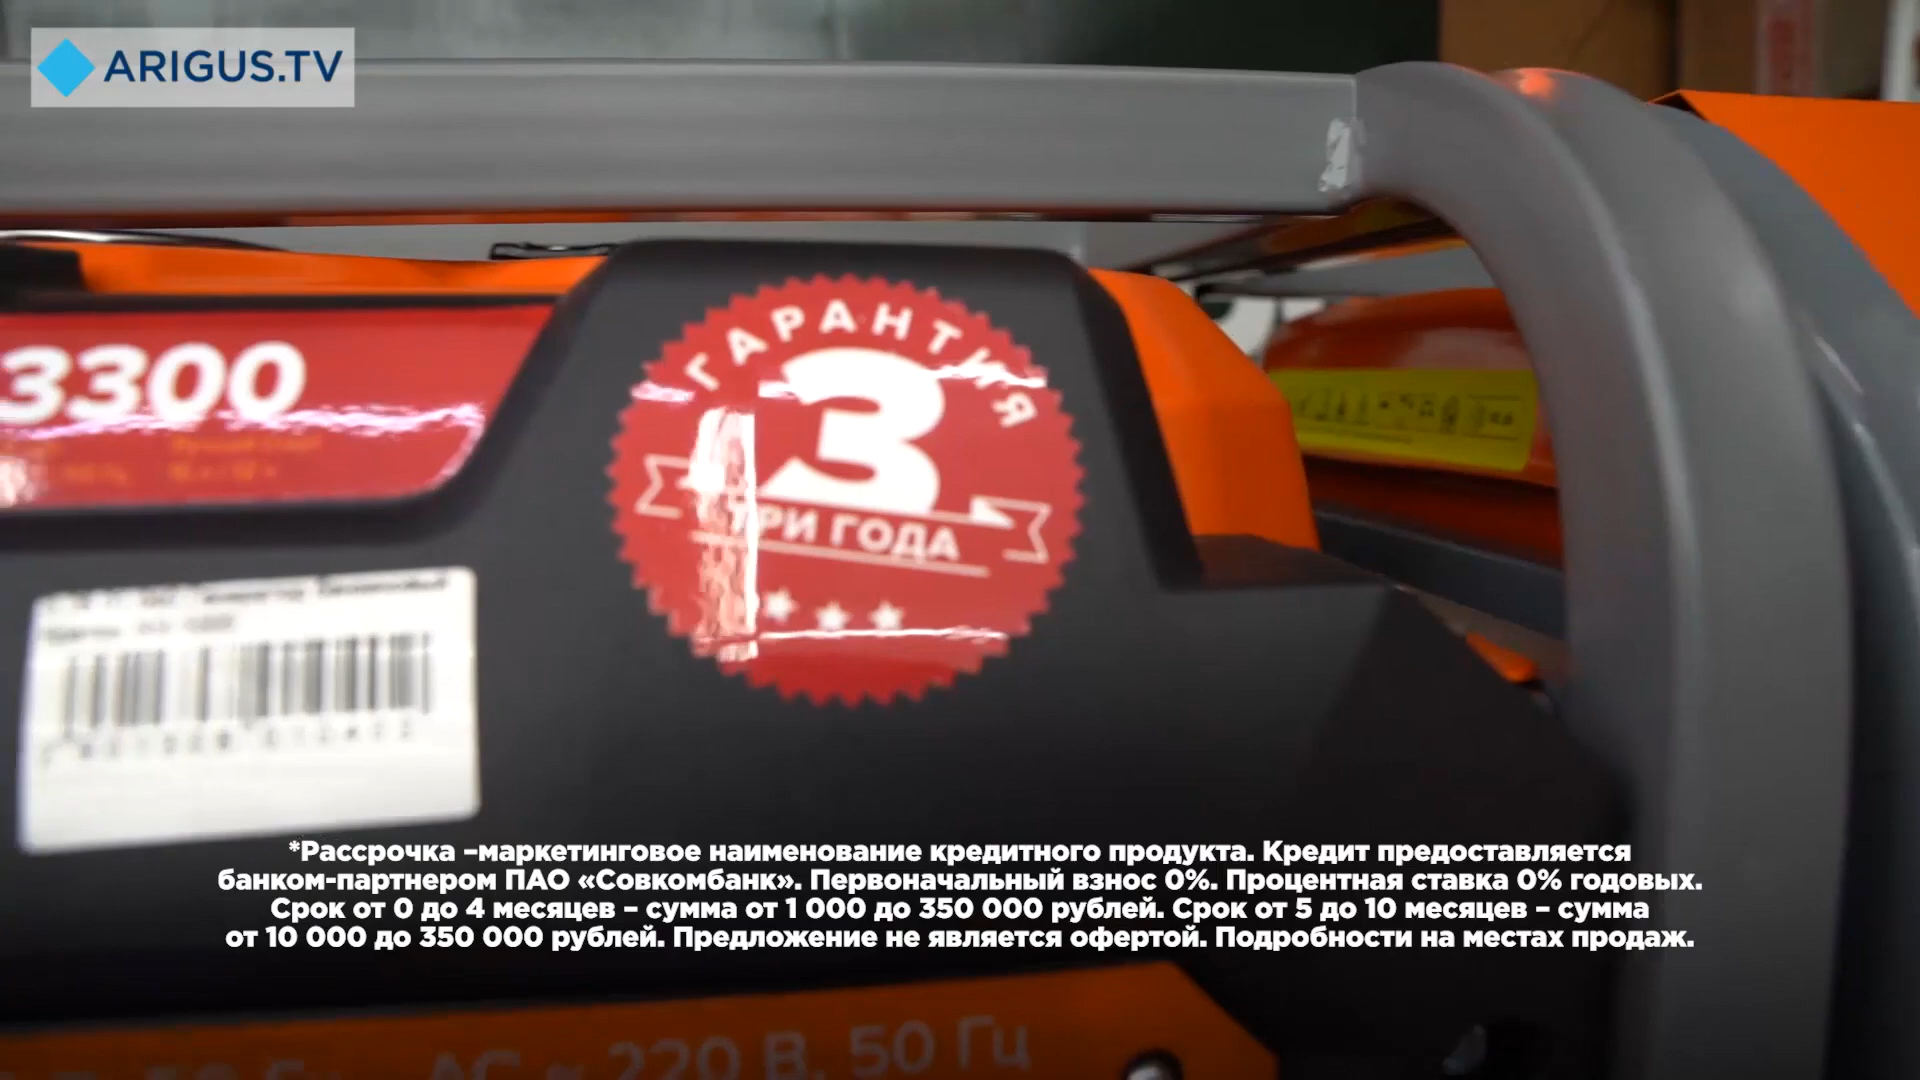 ARIGUS.TV
ГАРАНТИЯ
3300
3
ТРИ ГОДА
*Рассрочка –маркетинговое наименование кредитного продукта. Кредит предоставляется
банком-партнером ПАО «Совкомбанк». Первоначальный взнос 0%. Процентная ставка 0% годовых.
Срок от 0 до 4 месяцев – сумма от 1 000 до 350 000 рублей. Срок от 5 до 10 месяцев – сумма
от 10 000 до 350 000 рублей. Предложение не является офертой. Подробности на местах продаж.
AC ~ 220 В, 50 Гц